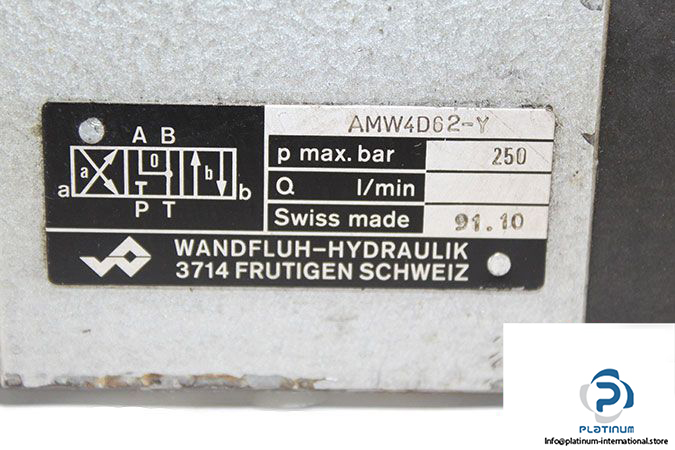 AMW4D62-Y
A B
a a 0 b b
P T
p max. bar 250
Q l/min
Swiss made 91.10
WANDFLUH-HYDRAULIK
3714 FRUTIGEN SCHWEIZ
PLATINUM
Info@platinum-international.store